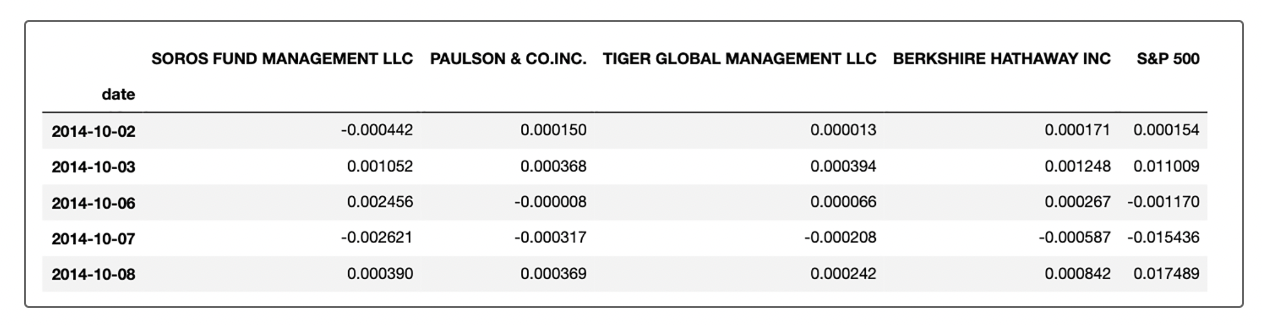 SOROS FUND MANAGEMENT LLC PAULSON & CO.INC. TIGER GLOBAL MANAGEMENT LLC BERKSHIRE HATHAWAY INC S&P 500
date
2014-10-02 -0.000442 0.000150 0.000013 0.000171 0.000154
2014-10-03 0.001052 0.000368 0.000394 0.001248 0.011009
2014-10-06 0.002456 -0.000008 0.000066 0.000267 -0.001170
2014-10-07 -0.002621 -0.000317 -0.000208 -0.000587 -0.015436
2014-10-08 0.000390 0.000369 0.000242 0.000842 0.017489